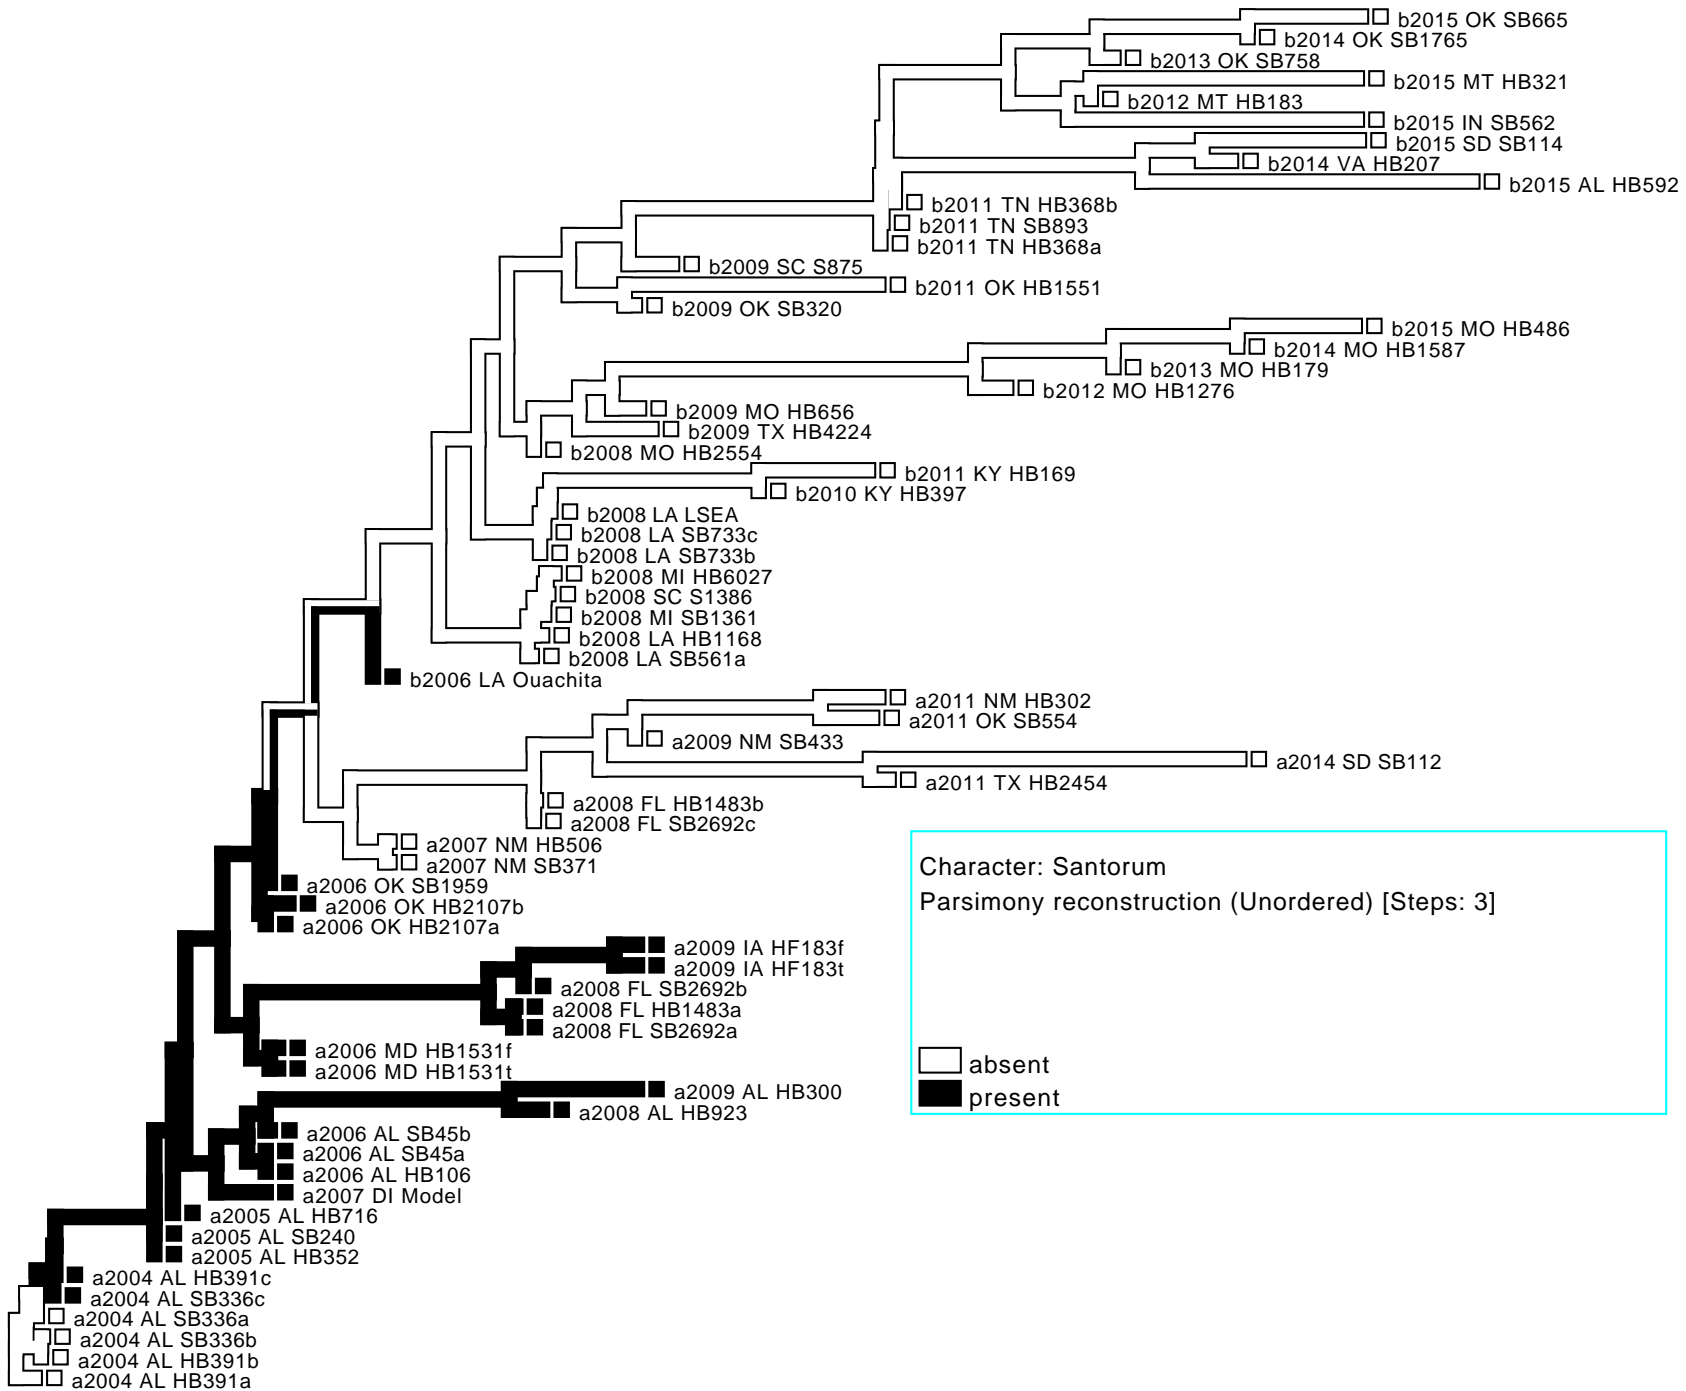 b2015 OK SB665
b2014 OK SB1765
b2013 OK SB758
b2015 MT HB321
b2012 MT HB183
b2015 IN SB562
b2015 SD SB114
b2014 VA HB207
b2015 AL HB592
b2011 TN HB368b
b2011 TN SB893
b2011 TN HB368a
b2009 SC S875
b2011 OK HB1551
b2009 OK SB320
b2015 MO HB486
b2014 MO HB1587
b2013 MO HB179
b2012 MO HB1276
b2009 MO HB656
b2009 TX HB4224
b2008 MO HB2554
b2011 KY HB169
b2010 KY HB397
b2008 LA LSEA
b2008 LA SB733c
b2008 LA SB733b
b2008 MI HB6027
b2008 SC S1386
b2008 MI SB1361
b2008 LA HB1168
b2008 LA SB561a
b2006 LA Ouachita
a2011 NM HB302
a2011 OK SB554
a2009 NM SB433
a2014 SD SB112
a2011 TX HB2454
a2008 FL HB1483b
a2008 FL SB2692c
a2007 NM HB506
a2007 NM SB371
a2006 OK SB1959
a2006 OK HB2107b
a2006 OK HB2107a
a2009 IA HF183f
a2009 IA HF183t
a2008 FL SB2692b
a2008 FL HB1483a
a2008 FL SB2692a
a2006 MD HB1531f
a2006 MD HB1531t
a2009 AL HB300
a2008 AL HB923
a2006 AL SB45b
a2006 AL SB45a
a2006 AL HB106
a2007 DI Model
a2005 AL HB716
a2005 AL SB240
a2005 AL HB352
a2004 AL HB391c
a2004 AL SB336c
a2004 AL SB336a
a2004 AL SB336b
a2004 AL HB391b
a2004 AL HB391a
Character: Santorum
Parsimony reconstruction (Unordered) [Steps: 3]
absent
present